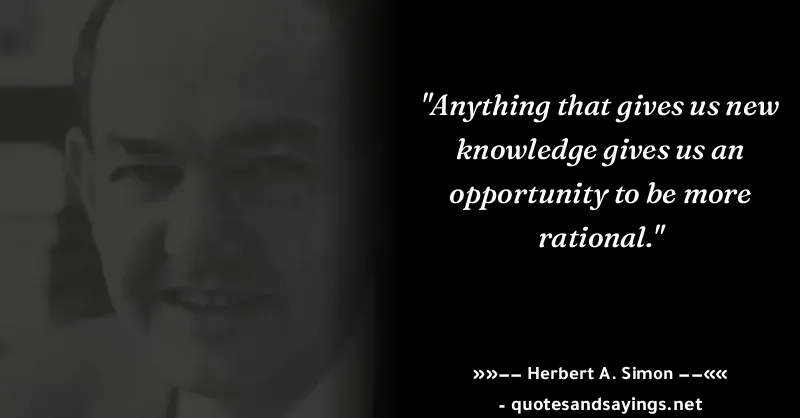 "Anything that gives us new
knowledge gives us an
opportunity to be more
rational."
»»–– Herbert A. Simon ––««
- quotesandsayings.net